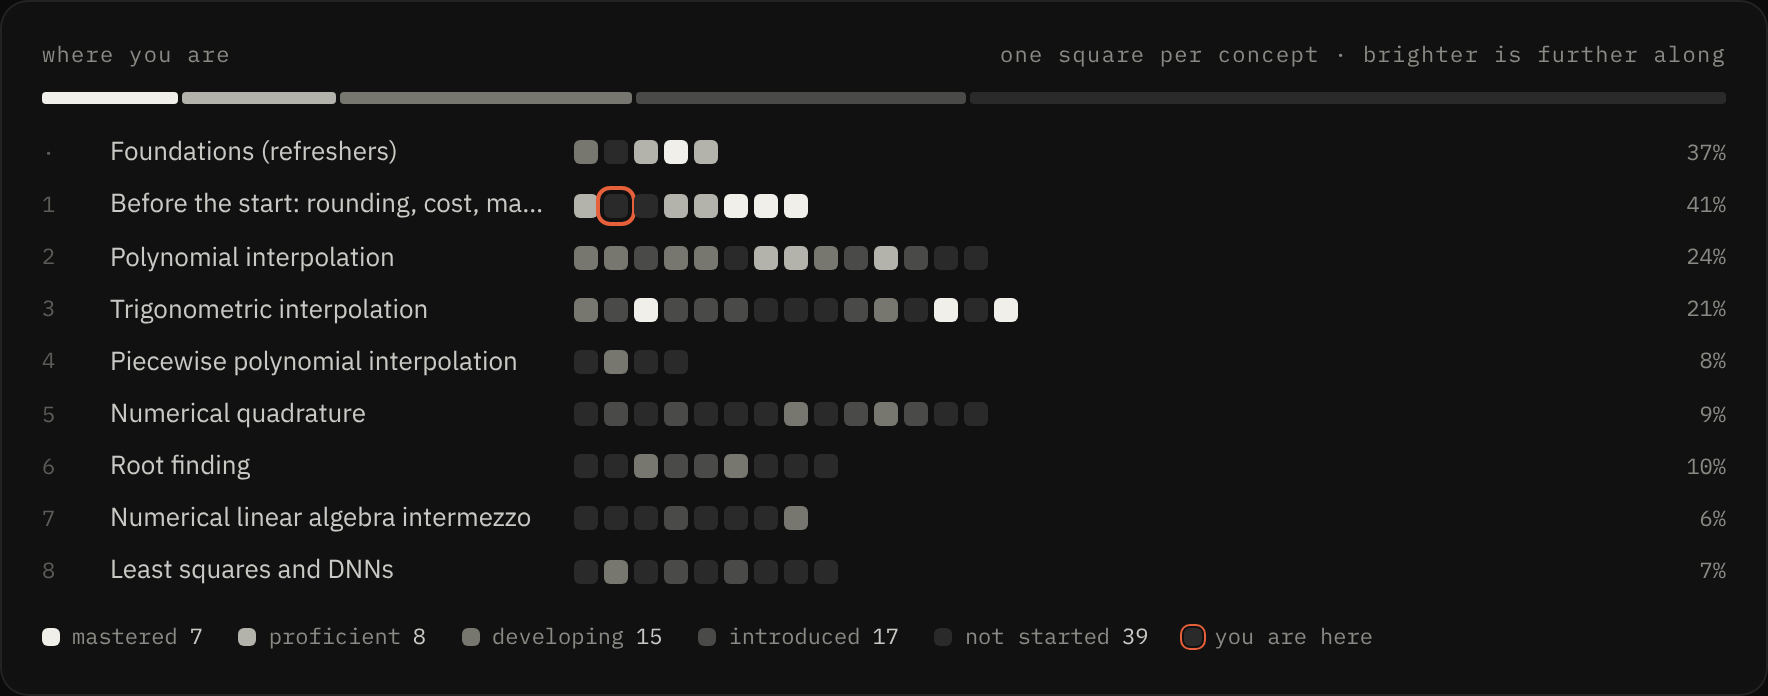 where you are
one square per concept · brighter is further along
· Foundations (refreshers) 37%
1 Before the start: rounding, cost, ma... 41%
2 Polynomial interpolation 24%
3 Trigonometric interpolation 21%
4 Piecewise polynomial interpolation 8%
5 Numerical quadrature 9%
6 Root finding 10%
7 Numerical linear algebra intermezzo 6%
8 Least squares and DNNs 7%
mastered 7 proficient 8 developing 15 introduced 17 not started 39 you are here